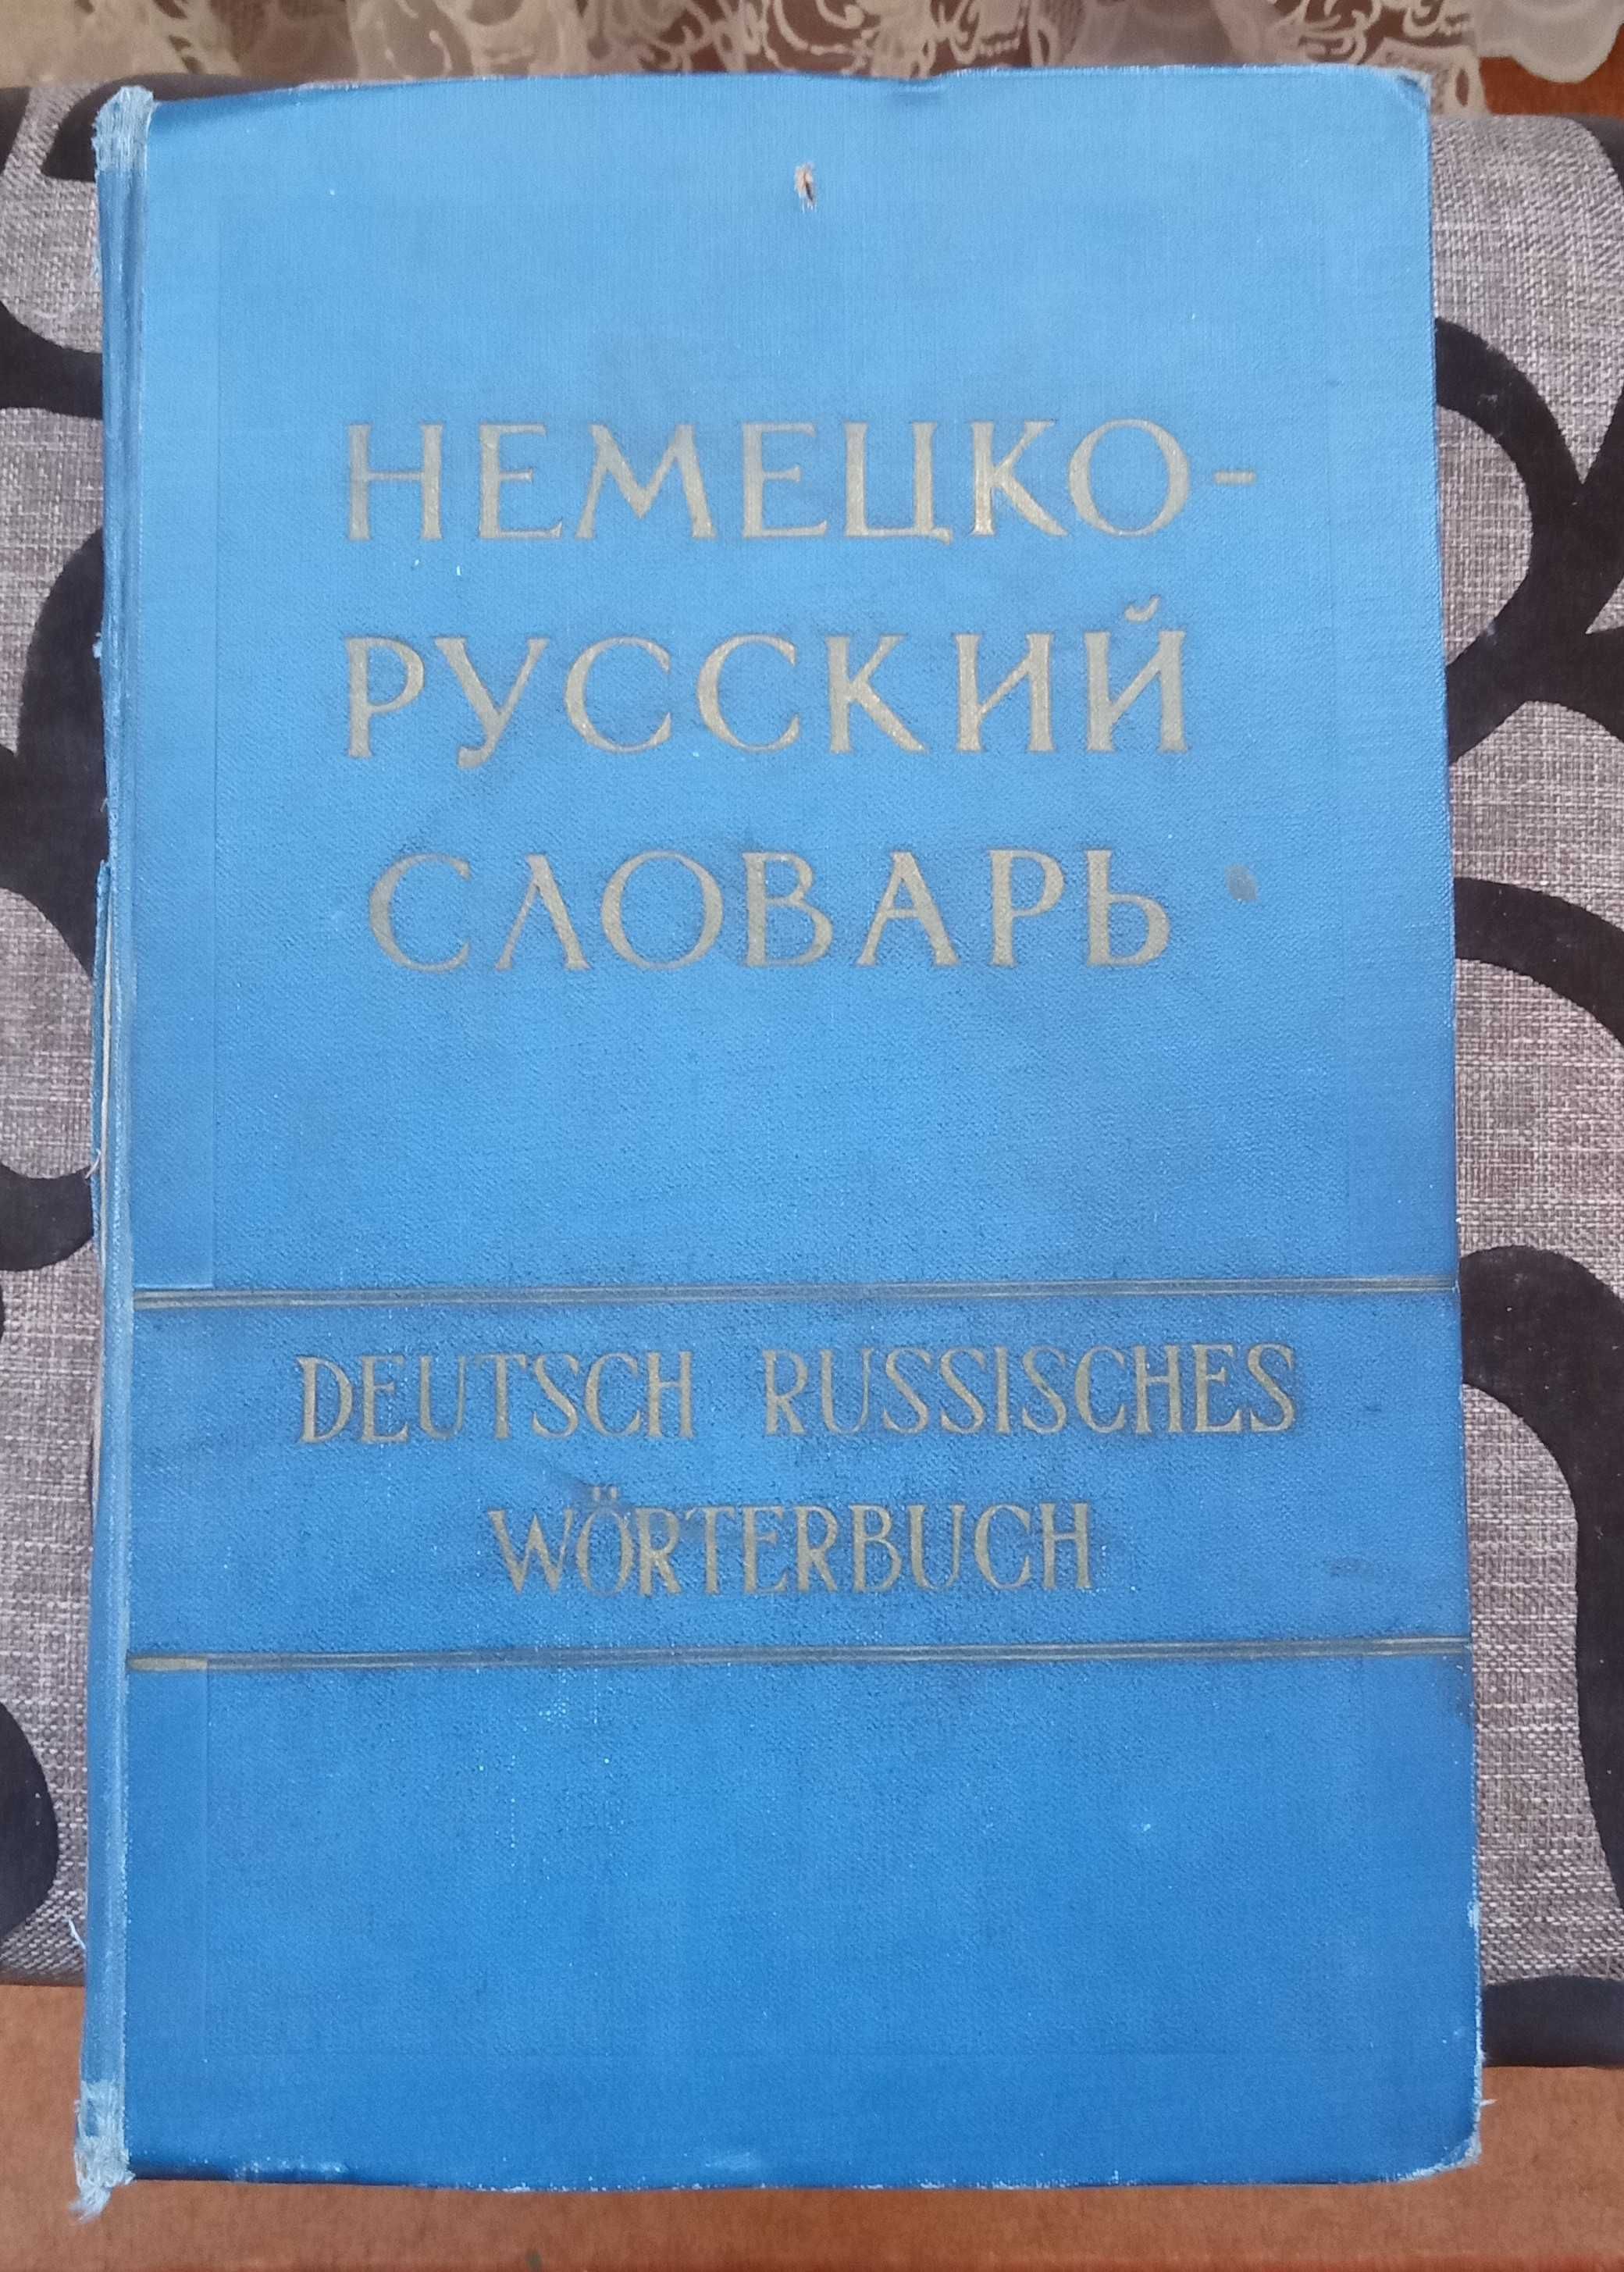 НЕМЕЦКО-
РУССКИЙ
СЛОВАРЬ
DEUTSCH RUSSISCHES
WÖRTERBUCH